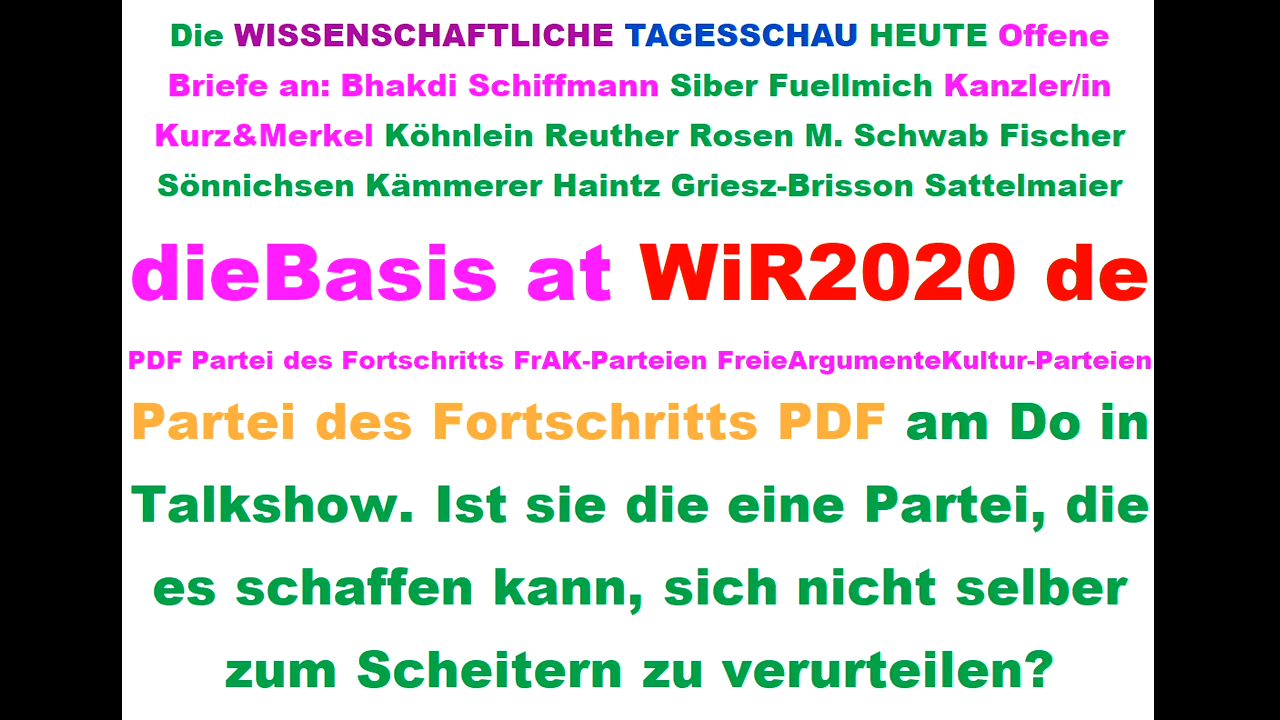 Die WISSENSCHAFTLICHE TAGESSCHAU HEUTE Offene
Briefe an: Bhakdi Schiffmann Siber Fuellmich Kanzler/in
Kurz&Merkel Köhnlein Reuther Rosen M. Schwab Fischer
Sönnichsen Kämmerer Haintz Griesz-Brisson Sattelmaier
dieBasis at WiR2020 de
PDF Partei des Fortschritts FrAK-Parteien FreieArgumenteKultur-Parteien
Partei des Fortschritts PDF am Do in
Talkshow. Ist sie die eine Partei, die
es schaffen kann, sich nicht selber
zum Scheitern zu verurteilen?